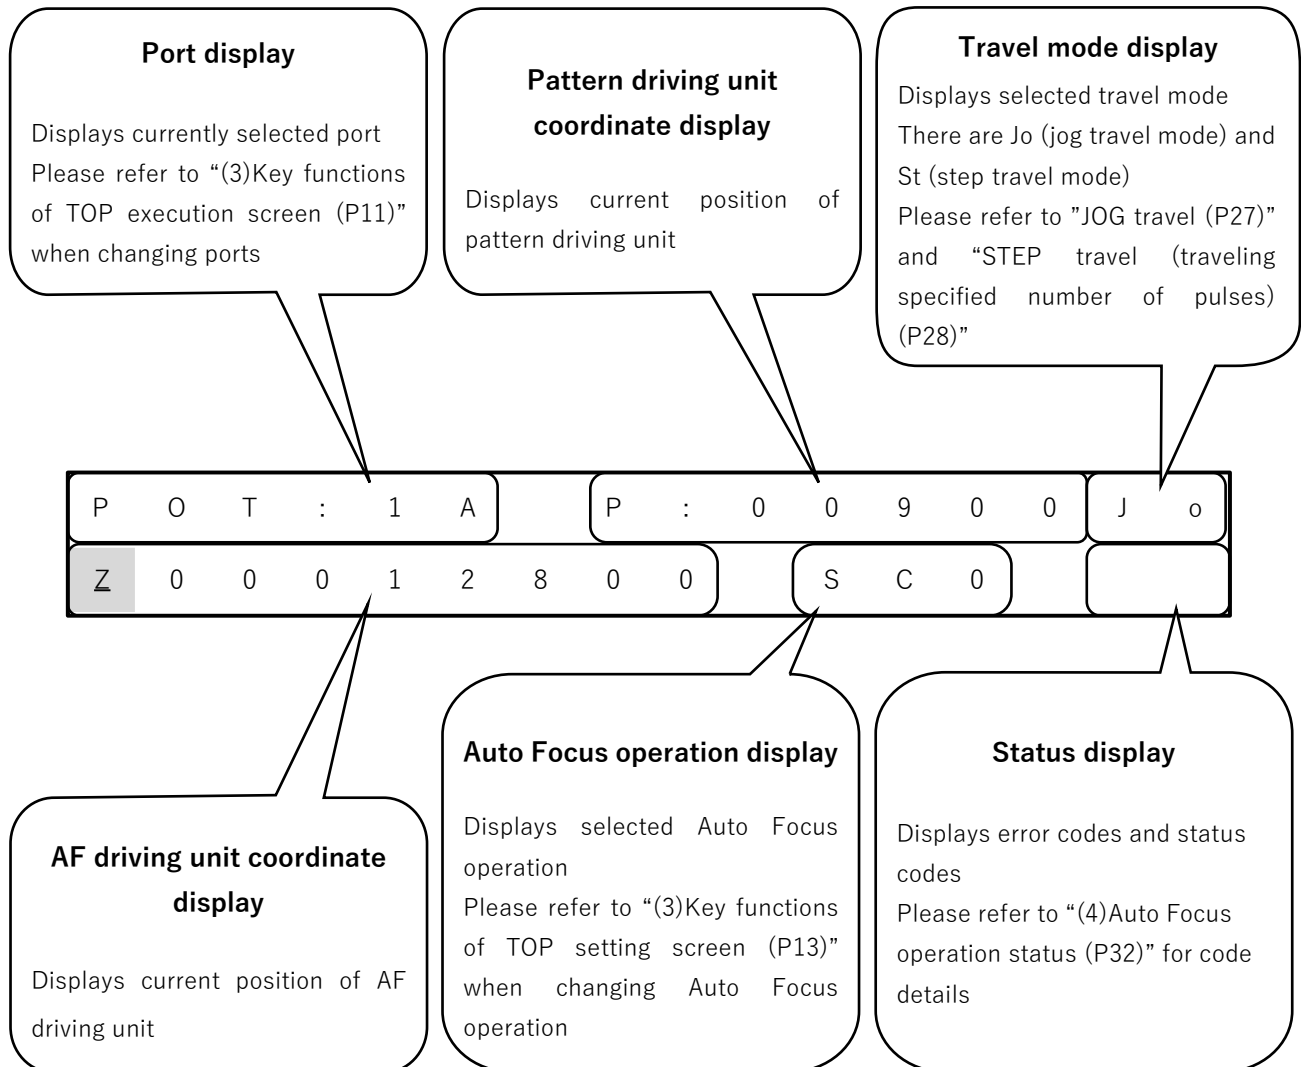 Port display
Displays currently selected port
Please refer to “(3)Key functions
of TOP execution screen (P11)”
when changing ports
Pattern driving unit
coordinate display
Displays current position of
pattern driving unit
Travel mode display
Displays selected travel mode
There are Jo (jog travel mode) and
St (step travel mode)
Please refer to ”JOG travel (P27)”
and “STEP travel (traveling
specified number of pulses)
(P28)”
P O T : 1 A P : 0 0 9 0 0 J o
Z 0 0 0 1 2 8 0 0 S C 0
AF driving unit coordinate
display
Displays current position of AF
driving unit
Auto Focus operation display
Displays selected Auto Focus
operation
Please refer to “(3)Key functions
of TOP setting screen (P13)”
when changing Auto Focus
operation
Status display
Displays error codes and status
codes
Please refer to “(4)Auto Focus
operation status (P32)” for code
details